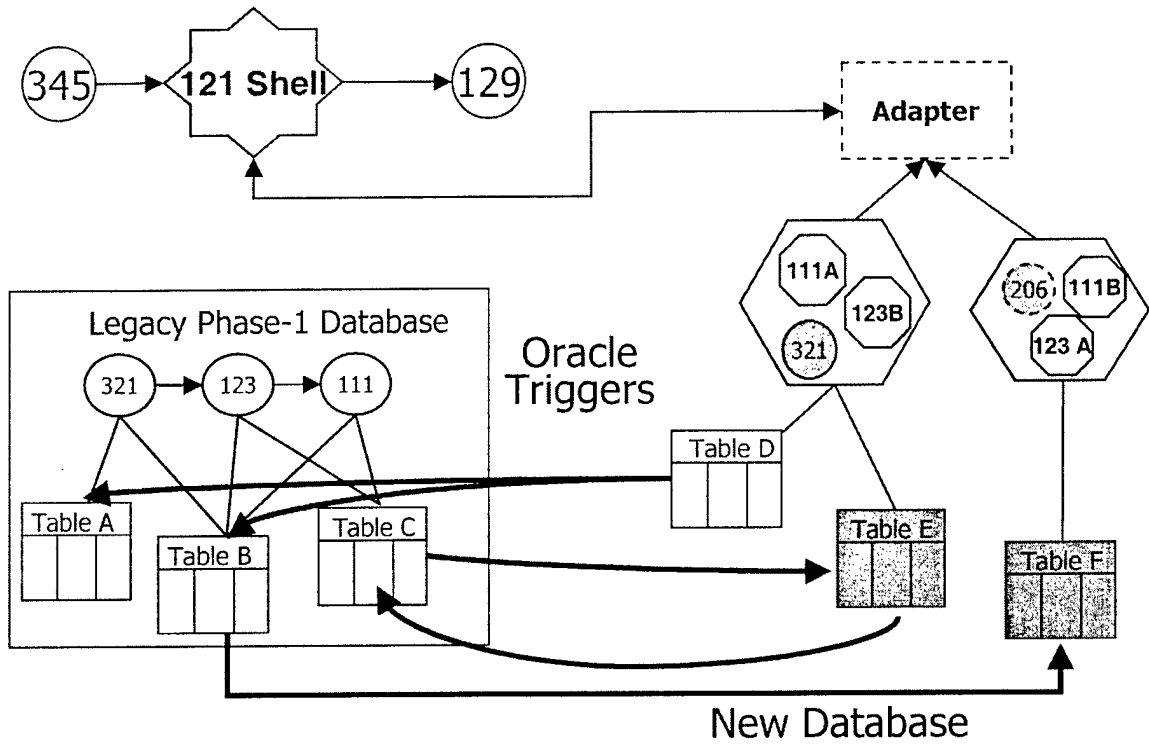 345
121 Shell
129
Adapter
111A
123B
321
206
111B
123 A
Legacy Phase-1 Database
321
123
111
Oracle
Triggers
Table D
Table A
Table B
Table C
Table E
Table F
New Database